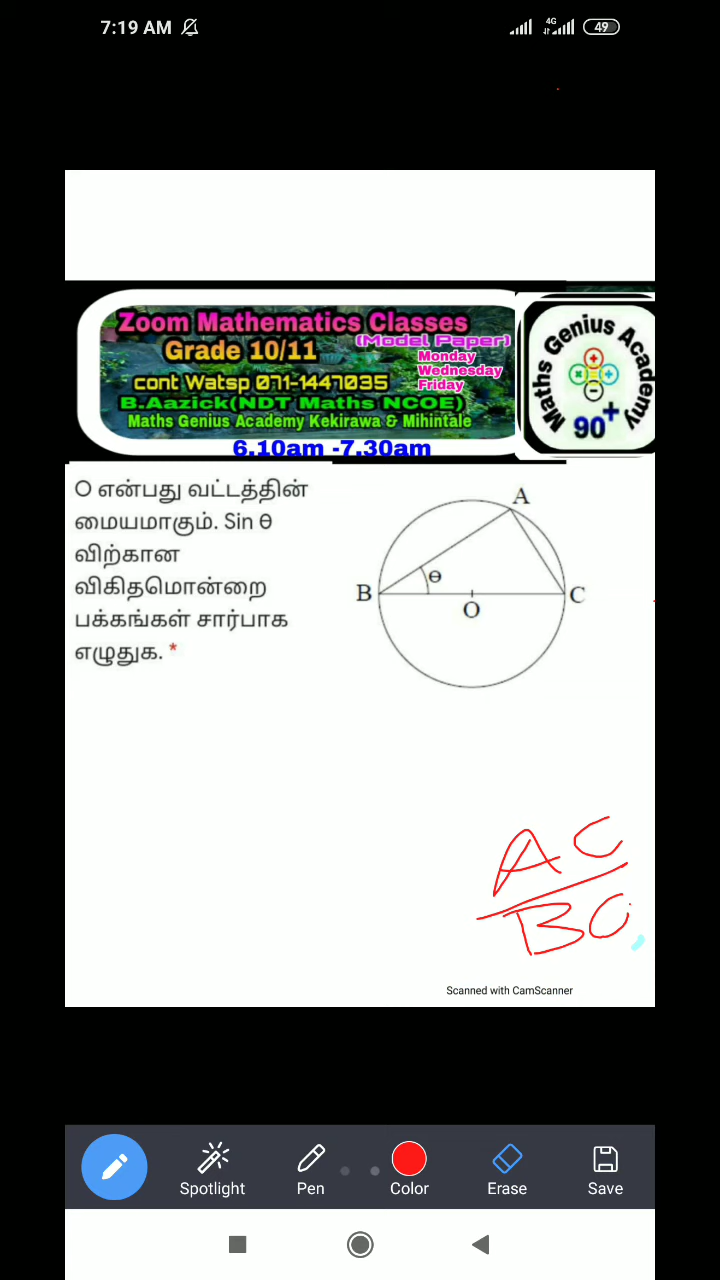 7:19 AM
4G
49
Zoom Mathematics Classes
(Model Paper)
Grade 10/11
Monday
Wednesday
Friday
cont Watsp 071-1447035
B.Aazick(NDT Maths NCOE)
Maths Genius Academy Kekirawa & Mihintale
6.10am -7.30am
Maths Genius Academy
90+
O என்பது வட்டத்தின்
மையமாகும். Sin θ
விற்கான
விகிதமொன்றை
பக்கங்கள் சார்பாக
எழுதுக. *
A
B
θ
O
C
AC
BC
Scanned with CamScanner
Spotlight
Pen
Color
Erase
Save